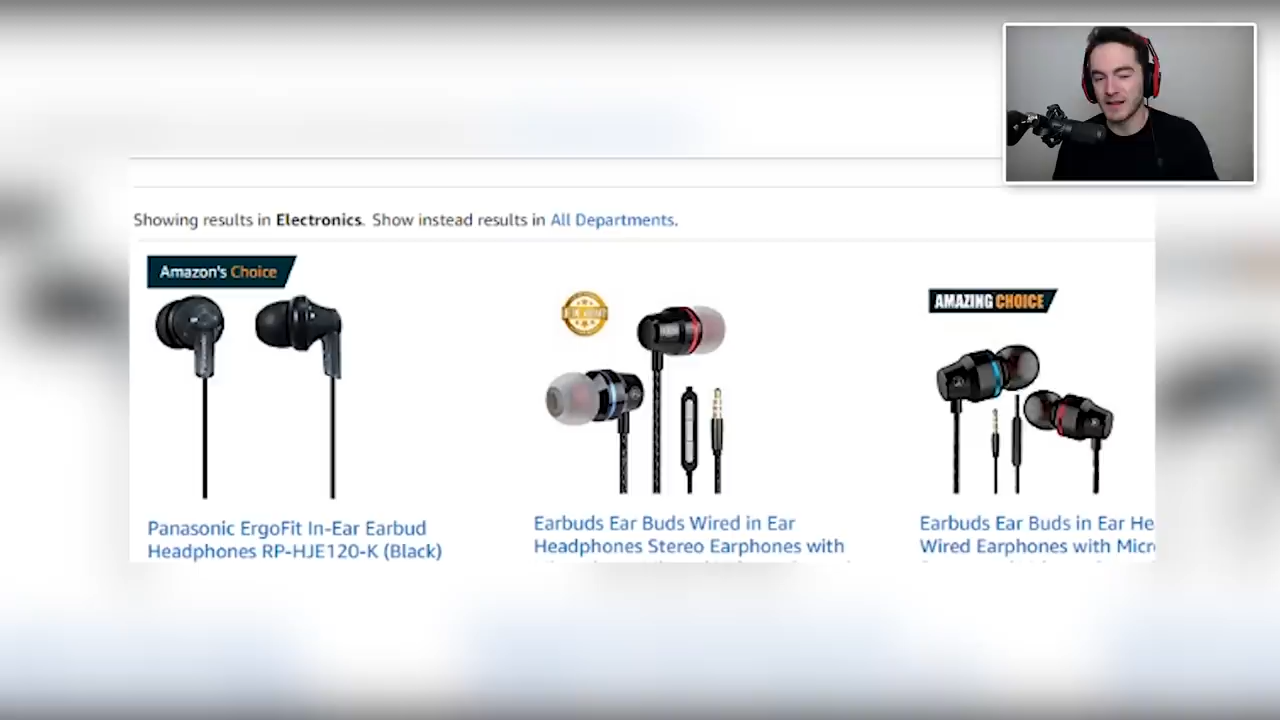 Showing results in Electronics. Show instead results in All Departments.
Amazon's Choice
AMAZING CHOICE
Panasonic ErgoFit In-Ear Earbud
Headphones RP-HJE120-K (Black)
Earbuds Ear Buds Wired in Ear
Headphones Stereo Earphones with
Earbuds Ear Buds in Ear He
Wired Earphones with Micr